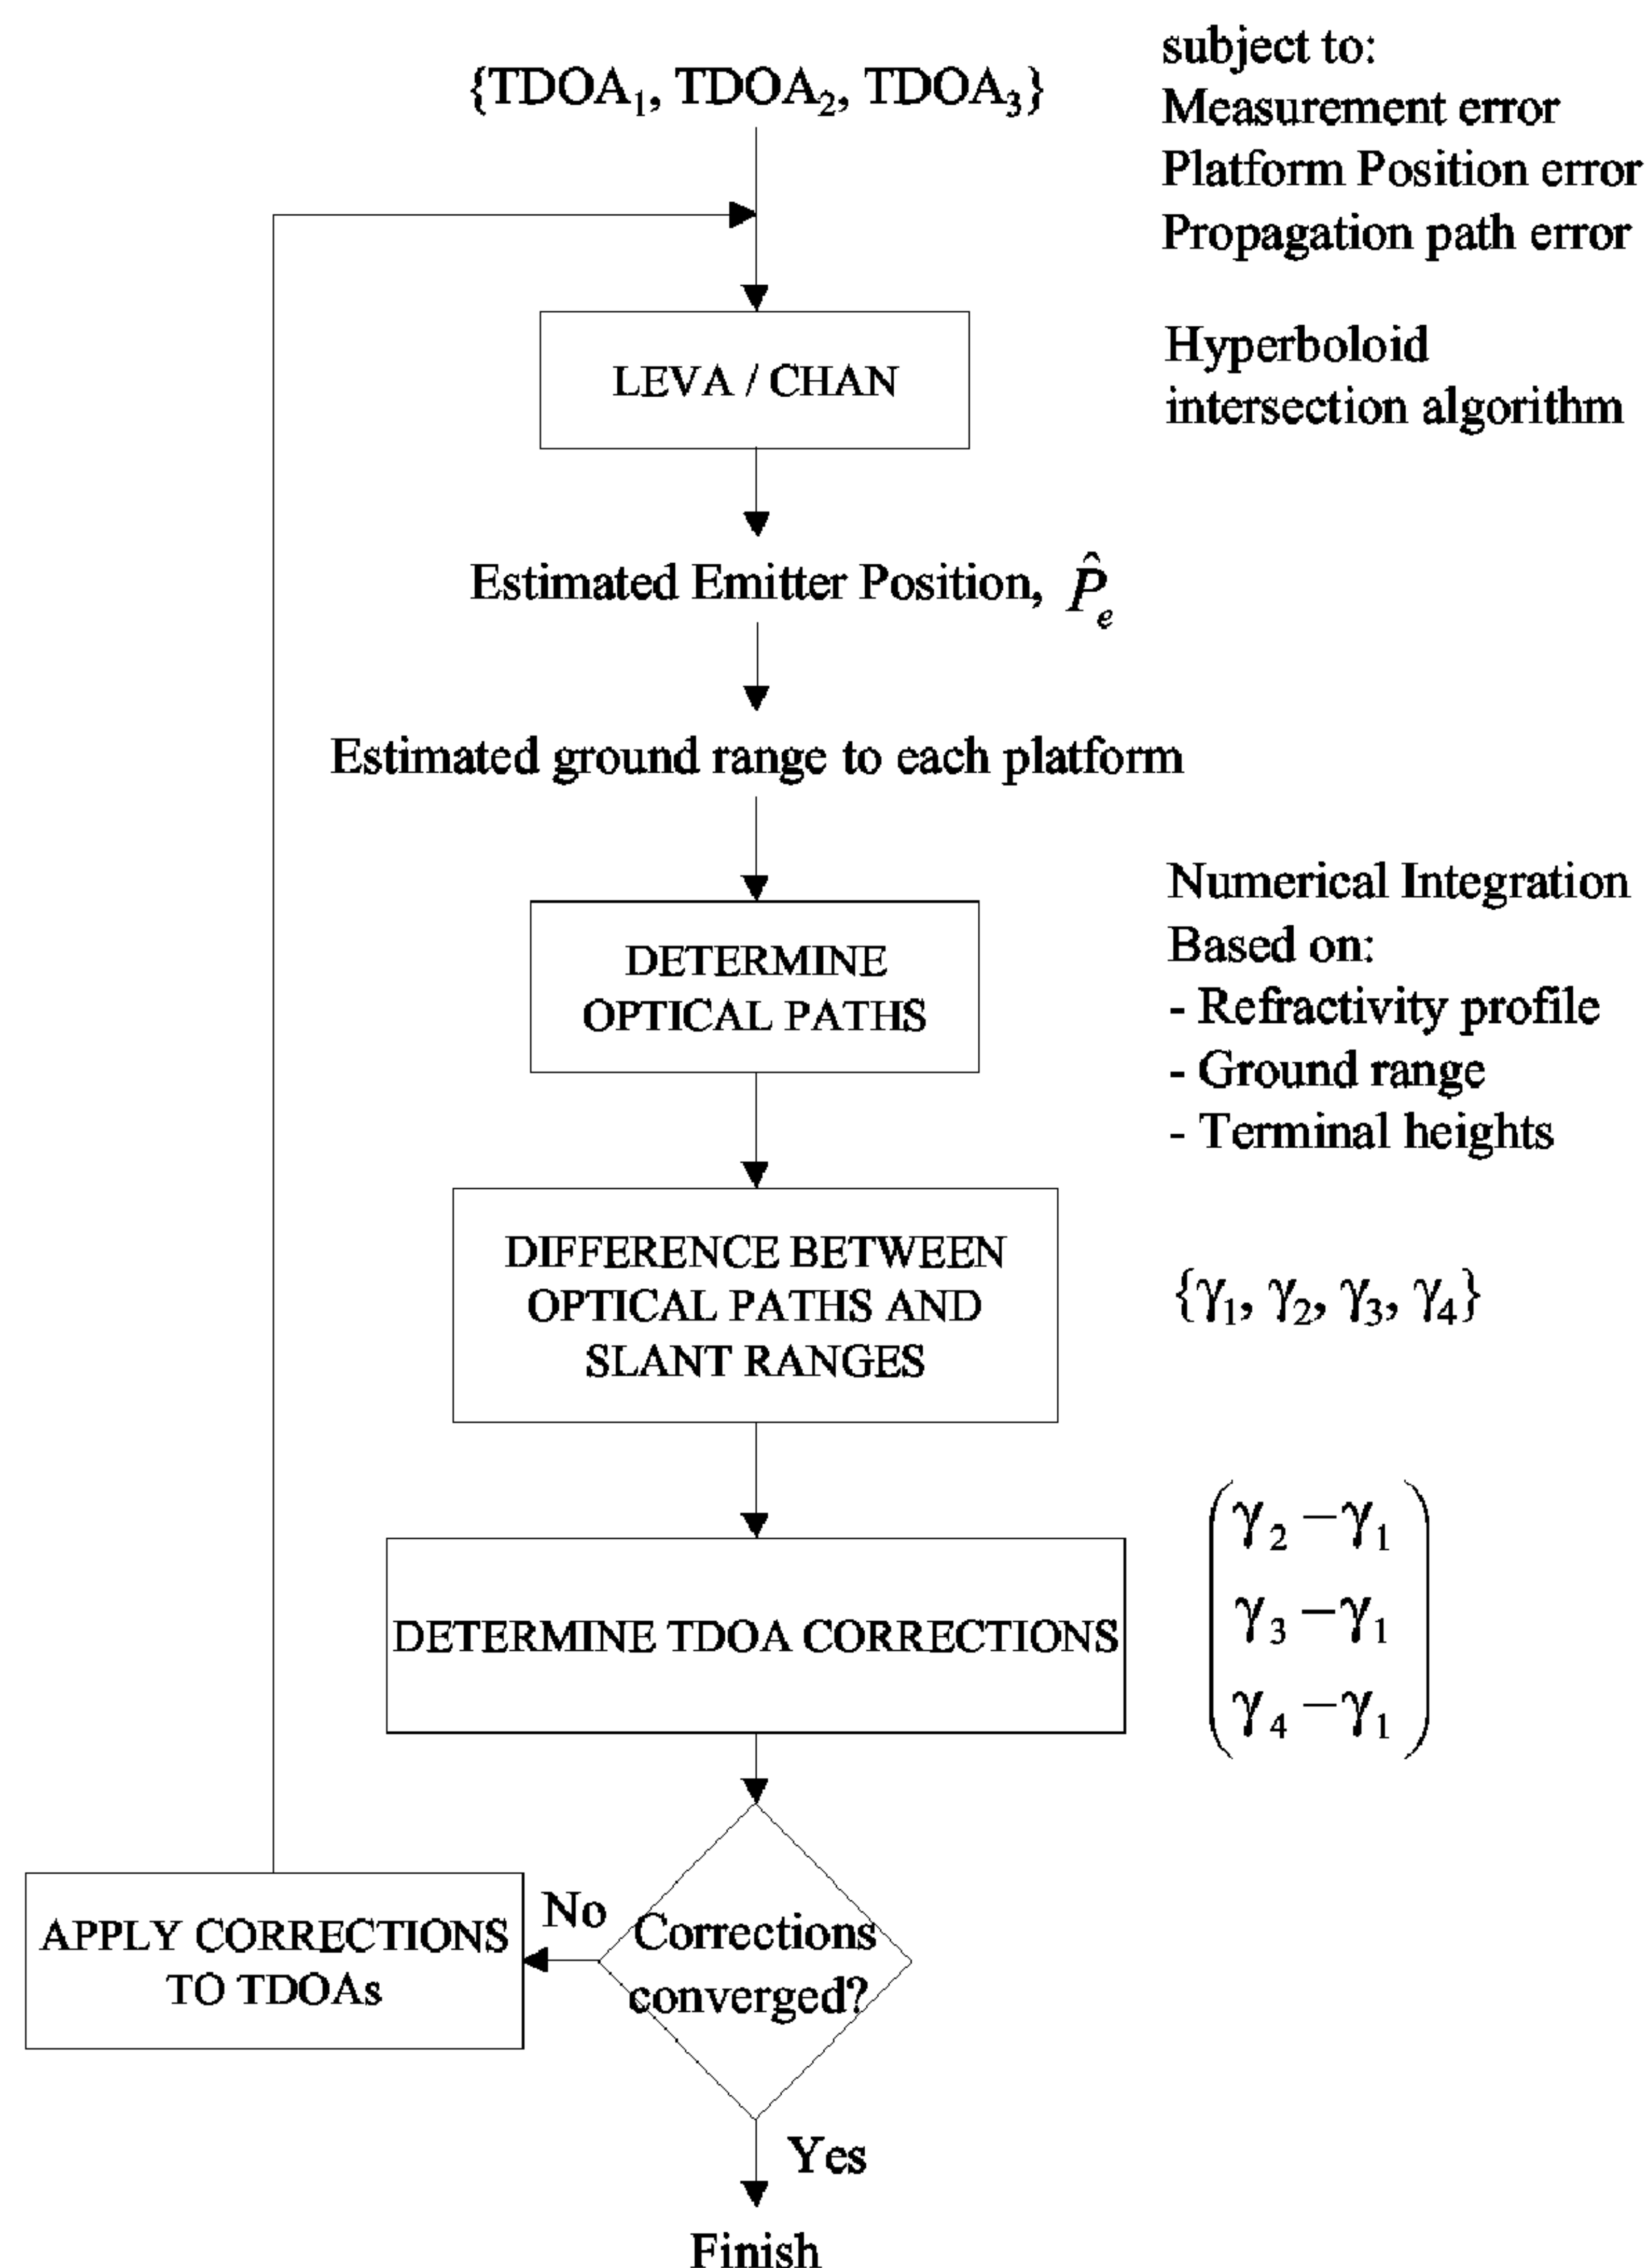 {TDOA₁, TDOA₂, TDOA₃}
subject to:
Measurement error
Platform Position error
Propagation path error
LEVA / CHAN
Hyperboloid
intersection algorithm
Estimated Emitter Position, P̂ₑ
Estimated ground range to each platform
DETERMINE
OPTICAL PATHS
Numerical Integration
Based on:
- Refractivity profile
- Ground range
- Terminal heights
DIFFERENCE BETWEEN
OPTICAL PATHS AND
SLANT RANGES
{γ₁, γ₂, γ₃, γ₄}
DETERMINE TDOA CORRECTIONS
γ₂ −γ₁
γ₃ −γ₁
γ₄ −γ₁
Corrections
converged?
No
APPLY CORRECTIONS
TO TDOAs
Yes
Finish